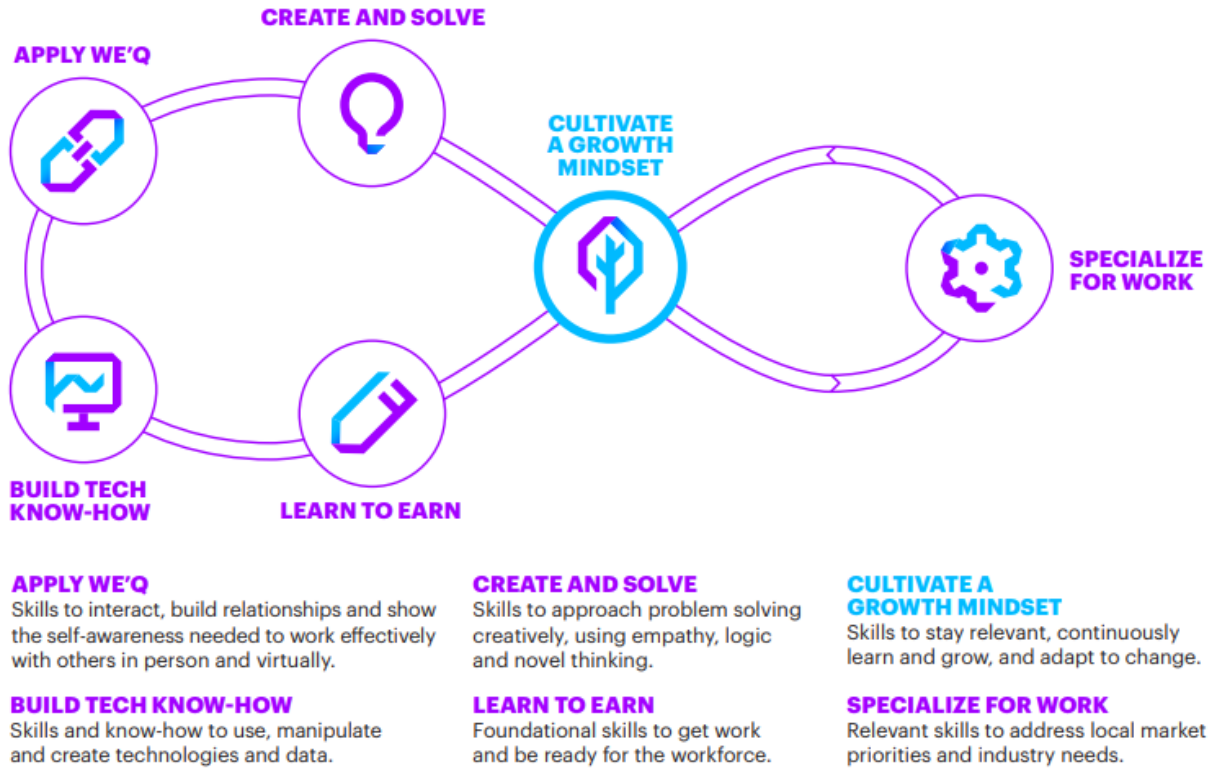 CREATE AND SOLVE
APPLY WE'Q
CULTIVATE
A GROWTH
MINDSET
SPECIALIZE
FOR WORK
BUILD TECH
KNOW-HOW
LEARN TO EARN
APPLY WE'Q
Skills to interact, build relationships and show
the self-awareness needed to work effectively
with others in person and virtually.
CREATE AND SOLVE
Skills to approach problem solving
creatively, using empathy, logic
and novel thinking.
CULTIVATE A
GROWTH MINDSET
Skills to stay relevant, continuously
learn and grow, and adapt to change.
BUILD TECH KNOW-HOW
Skills and know-how to use, manipulate
and create technologies and data.
LEARN TO EARN
Foundational skills to get work
and be ready for the workforce.
SPECIALIZE FOR WORK
Relevant skills to address local market
priorities and industry needs.